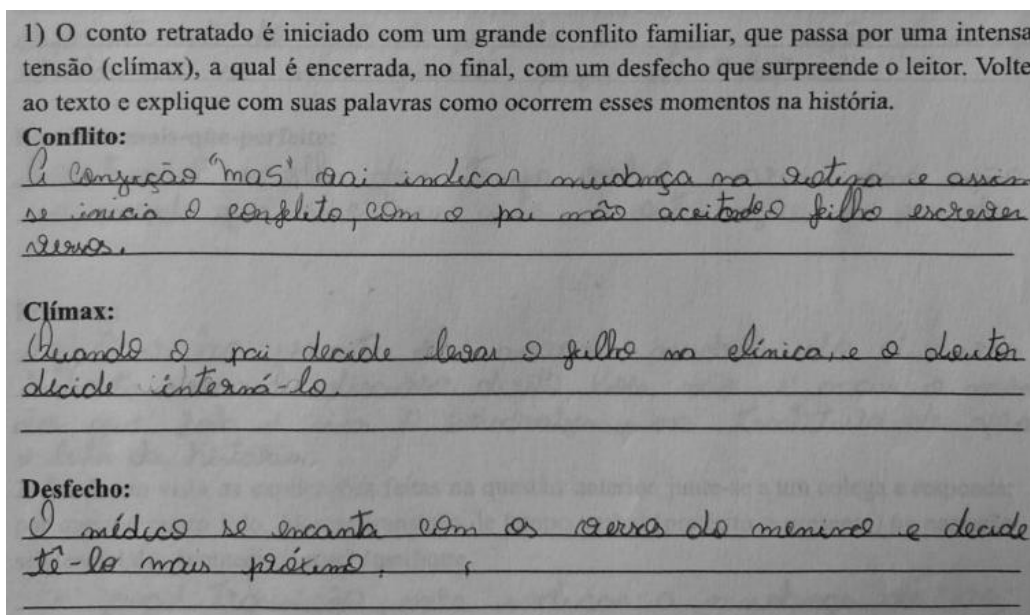 1) O conto retratado é iniciado com um grande conflito familiar, que passa por uma intensa
tensão (clímax), a qual é encerrada, no final, com um desfecho que surpreende o leitor. Volte
ao texto e explique com suas palavras como ocorrem esses momentos na história.
Conflito:
A conjunção "mas" vai indicar mudança na rotina e assim
se inicia o conflito, com o pai não aceitado o filho escrever
versos.
Clímax:
Quando o pai decide levar o filho na clínica, e o doutor
decide interná-lo.
Desfecho:
O médico se encanta com os versos do menino e decide
tê-lo mais próximo.